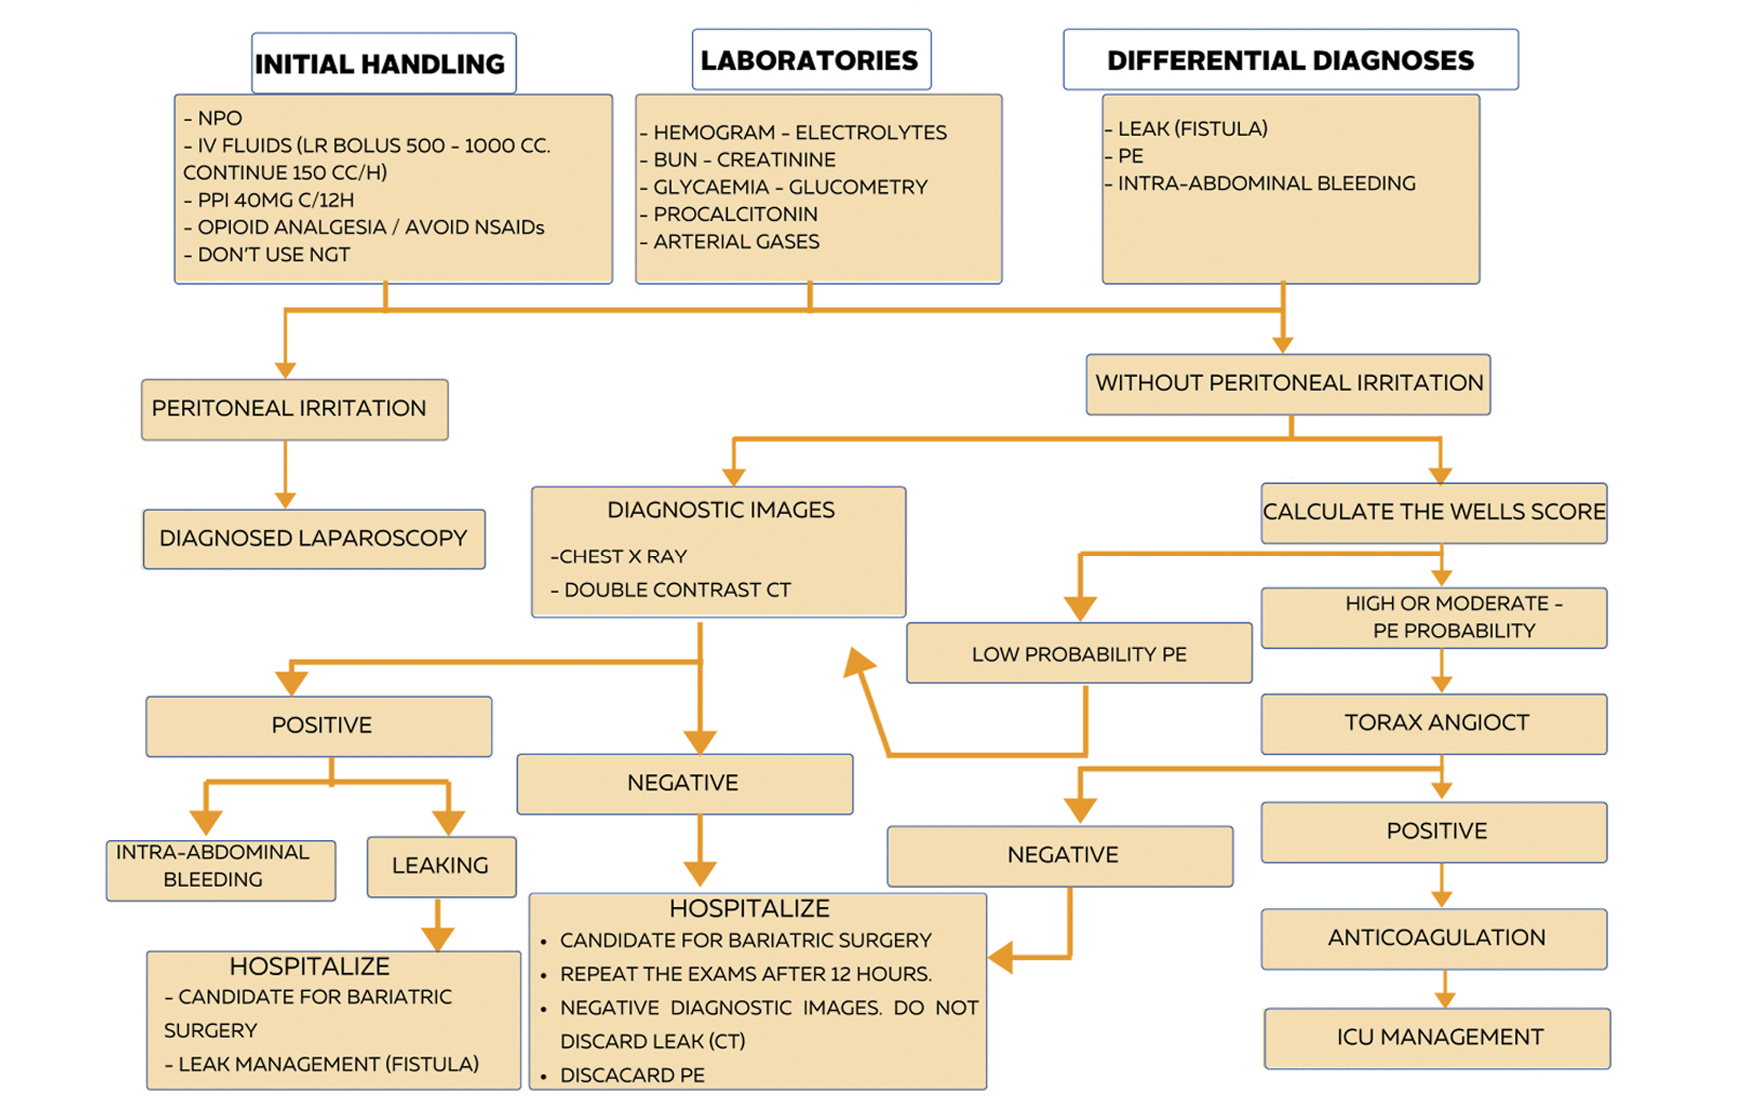 INITIAL HANDLING
- NPO
- IV FLUIDS (LR BOLUS 500 - 1000 CC.
CONTINUE 150 CC/H)
- PPI 40MG C/12H
- OPIOID ANALGESIA / AVOID NSAIDs
- DON'T USE NGT
LABORATORIES
- HEMOGRAM - ELECTROLYTES
- BUN - CREATININE
- GLYCAEMIA - GLUCOMETRY
- PROCALCITONIN
- ARTERIAL GASES
DIFFERENTIAL DIAGNOSES
- LEAK (FISTULA)
- PE
- INTRA-ABDOMINAL BLEEDING
PERITONEAL IRRITATION
DIAGNOSED LAPAROSCOPY
WITHOUT PERITONEAL IRRITATION
DIAGNOSTIC IMAGES
-CHEST X RAY
- DOUBLE CONTRAST CT
CALCULATE THE WELLS SCORE
LOW PROBABILITY PE
HIGH OR MODERATE -
PE PROBABILITY
TORAX ANGIOCT
POSITIVE
NEGATIVE
INTRA-ABDOMINAL
BLEEDING
LEAKING
HOSPITALIZE
- CANDIDATE FOR BARIATRIC
SURGERY
- LEAK MANAGEMENT (FISTULA)
HOSPITALIZE
• CANDIDATE FOR BARIATRIC SURGERY
• REPEAT THE EXAMS AFTER 12 HOURS.
• NEGATIVE DIAGNOSTIC IMAGES. DO NOT
DISCARD LEAK (CT)
• DISCACARD PE
NEGATIVE
POSITIVE
ANTICOAGULATION
ICU MANAGEMENT